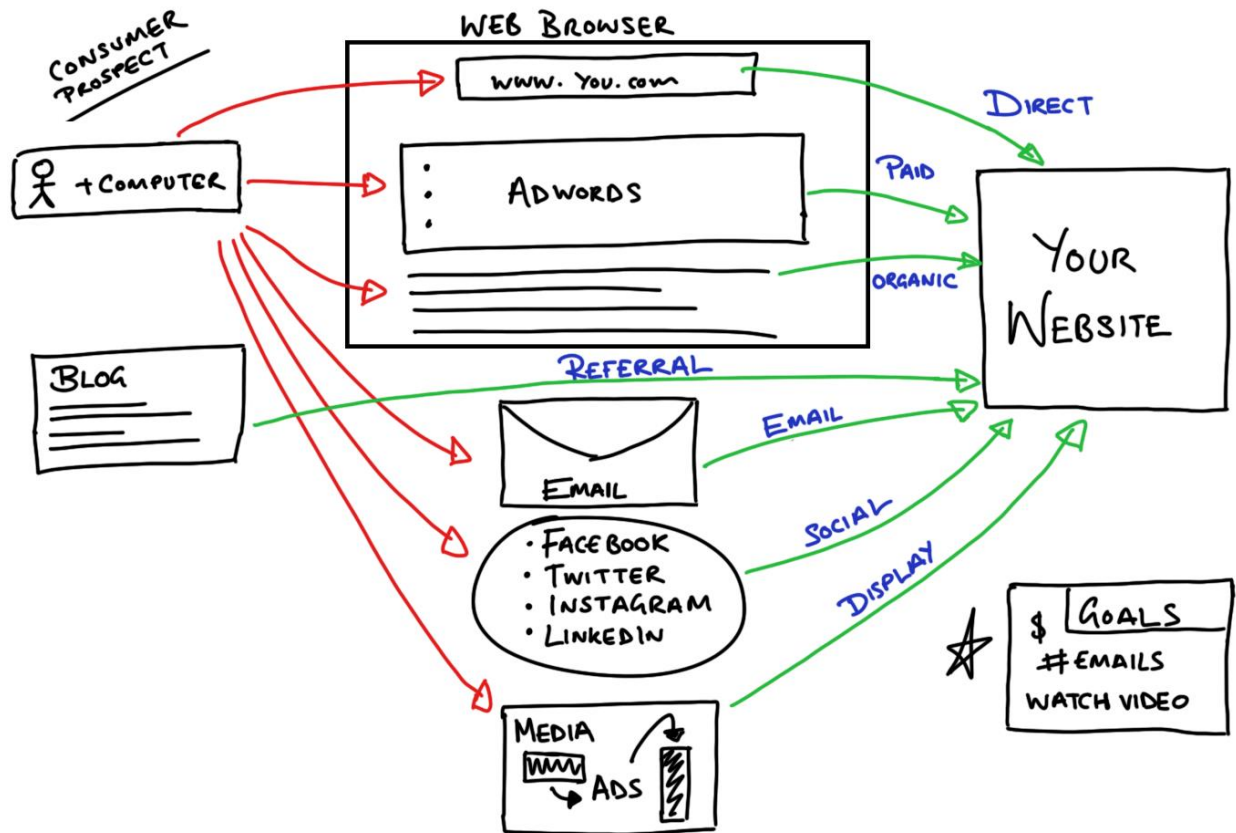 CONSUMER
PROSPECT
WEB BROWSER
www.You.com
DIRECT
+COMPUTER
ADWORDS
PAID
ORGANIC
YOUR
WEBSITE
BLOG
REFERRAL
EMAIL
EMAIL
SOCIAL
• FACEBOOK
• TWITTER
• INSTAGRAM
• LINKEDIN
DISPLAY
$ GOALS
# EMAILS
WATCH VIDEO
MEDIA
ADS